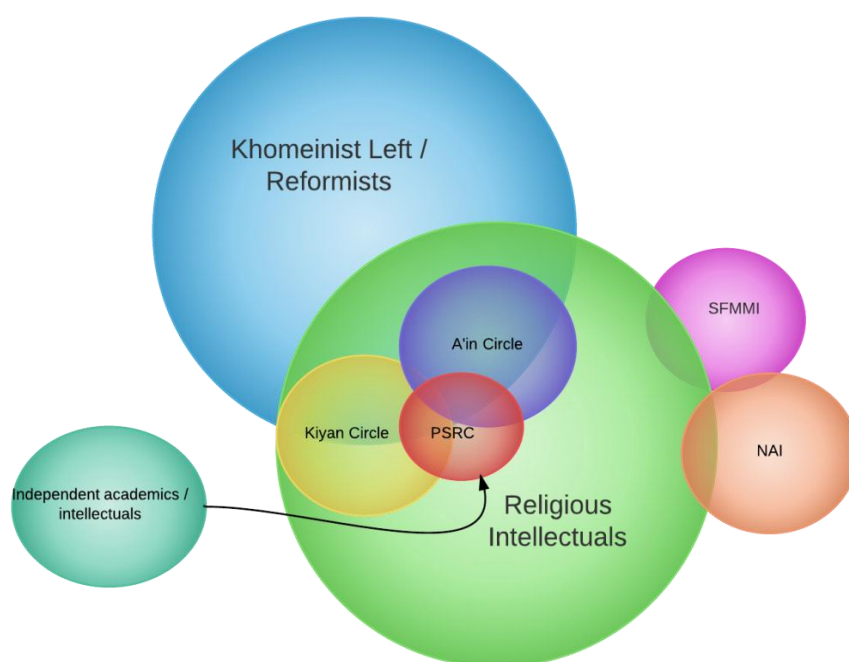 Khomeinist Left /
Reformists
SFMMI
A'in Circle
Kiyan Circle
PSRC
NAI
Independent academics /
intellectuals
Religious
Intellectuals